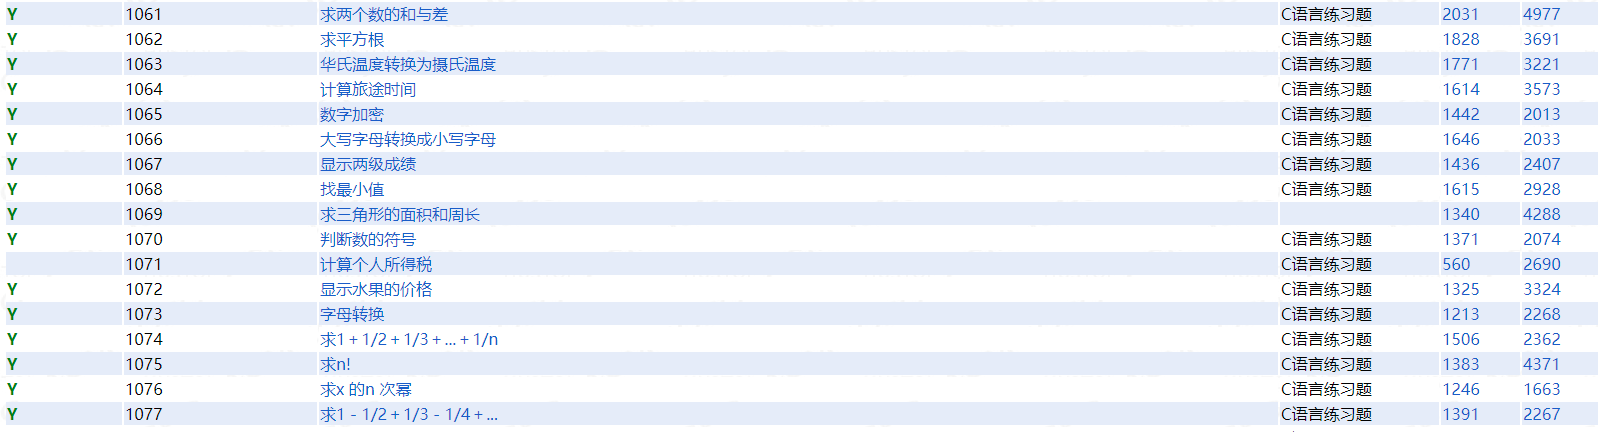 Y 1061 求两个数的和与差 C语言练习题 2031 4977
Y 1062 求平方根 C语言练习题 1828 3691
Y 1063 华氏温度转换为摄氏温度 C语言练习题 1771 3221
Y 1064 计算旅途时间 C语言练习题 1614 3573
Y 1065 数字加密 C语言练习题 1442 2013
Y 1066 大写字母转换成小写字母 C语言练习题 1646 2033
Y 1067 显示两级成绩 C语言练习题 1436 2407
Y 1068 找最小值 C语言练习题 1615 2928
Y 1069 求三角形的面积和周长 1340 4288
Y 1070 判断数的符号 C语言练习题 1371 2074
1071 计算个人所得税 C语言练习题 560 2690
Y 1072 显示水果的价格 C语言练习题 1325 3324
Y 1073 字母转换 C语言练习题 1213 2268
Y 1074 求1 + 1/2 + 1/3 + ... + 1/n C语言练习题 1506 2362
Y 1075 求n! C语言练习题 1383 4371
Y 1076 求x 的n 次幂 C语言练习题 1246 1663
Y 1077 求1 - 1/2 + 1/3 - 1/4 + ... C语言练习题 1391 2267